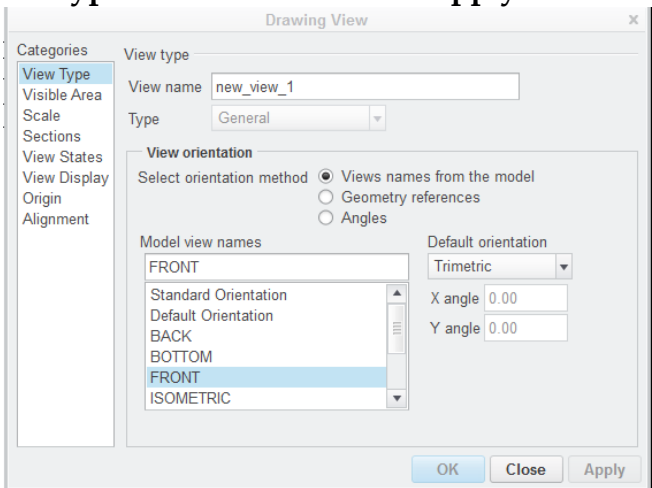 Drawing View x
Categories
View Type
Visible Area
Scale
Sections
View States
View Display
Origin
Alignment
View type
View name new_view_1
Type General
View orientation
Select orientation method Views names from the model
Geometry references
Angles
Model view names
FRONT
Standard Orientation
Default Orientation
BACK
BOTTOM
FRONT
ISOMETRIC
Default orientation
Trimetric
X angle 0.00
Y angle 0.00
OK Close Apply